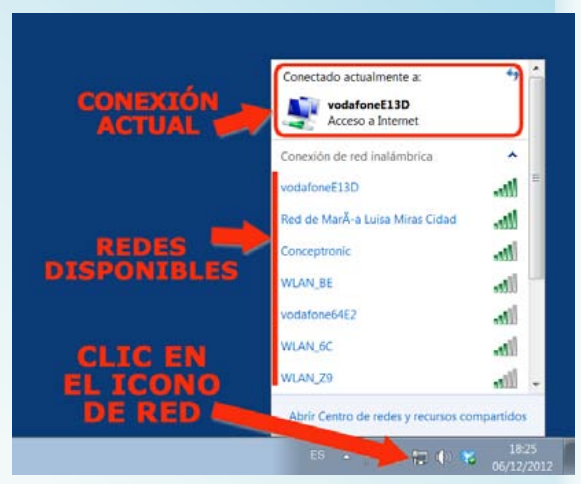 Conectado actualmente a:
CONEXIÓN
ACTUAL
vodafoneE13D
Acceso a Internet
Conexión de red inalámbrica
vodafoneE13D
Red de MarÃ-a Luisa Miras Cidad
REDES
DISPONIBLES
Conceptronic
WLAN_BE
vodafone64E2
WLAN_6C
WLAN_Z9
CLIC EN
EL ICONO
DE RED
Abrir Centro de redes y recursos compartidos
ES
18:25
06/12/2012